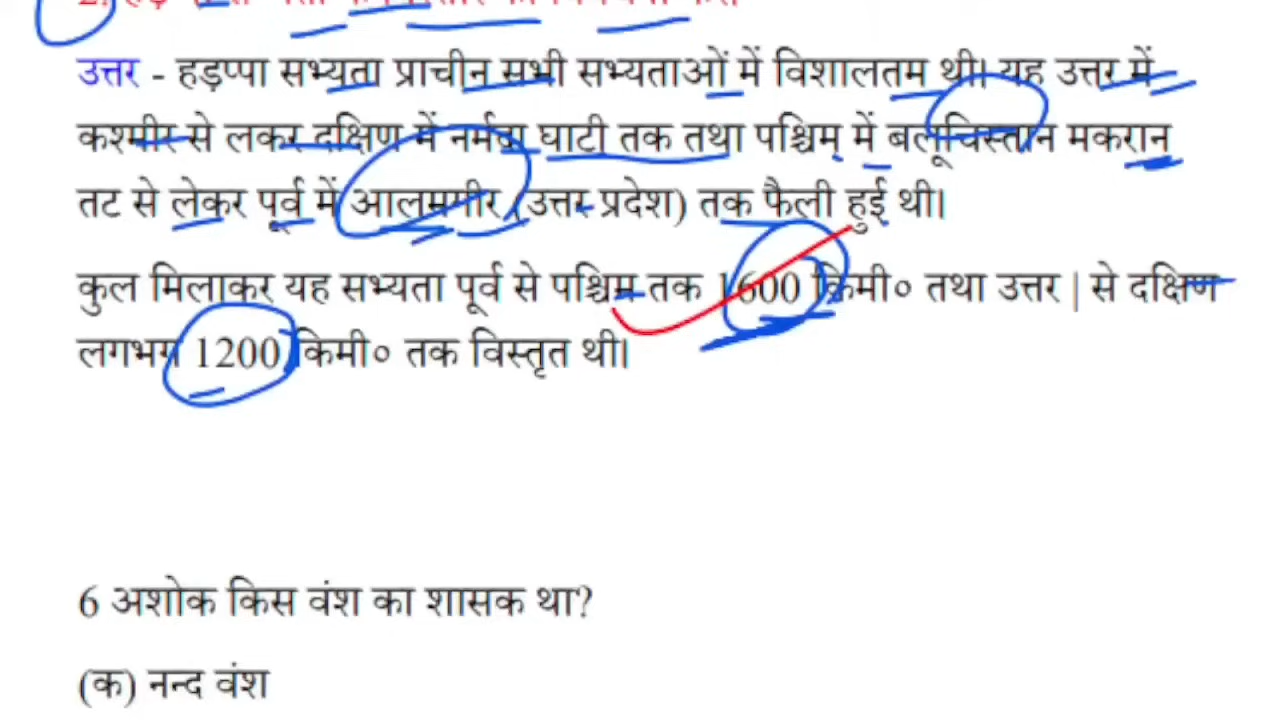 उत्तर - हड़प्पा सभ्यता प्राचीन सभी सभ्यताओं में विशालतम थी। यह उत्तर में
कश्मीर से लकर दक्षिण में नर्मदा घाटी तक तथा पश्चिम् में बलूचिस्तान मकरान
तट से लेकर पूर्व में आलमगीर (उत्तर प्रदेश) तक फैली हुई थी।
कुल मिलाकर यह सभ्यता पूर्व से पश्चिम तक 1600 किमी० तथा उत्तर | से दक्षिण
लगभग 1200 किमी० तक विस्तृत थी।
6 अशोक किस वंश का शासक था?
(क) नन्द वंश